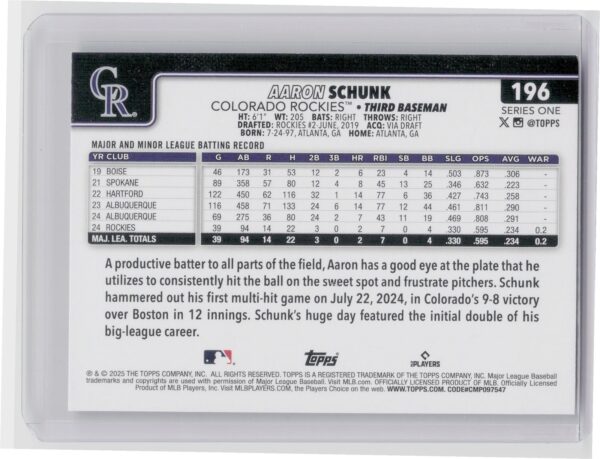 CR
AARON SCHUNK
COLORADO ROCKIES™ • THIRD BASEMAN
HT: 6'1" WT: 205 BATS: RIGHT THROWS: RIGHT
DRAFTED: ROCKIES #2-JUNE, 2019 ACQ: VIA DRAFT
BORN: 7-24-97, ATLANTA, GA HOME: ATLANTA, GA
196
SERIES ONE
X @TOPPS
MAJOR AND MINOR LEAGUE BATTING RECORD
YR CLUB G AB R H 2B 3B HR RBI SB BB SLG OPS AVG WAR
19 BOISE 46 173 31 53 12 2 6 23 4 14 .503 .873 .306 -
21 SPOKANE 89 358 57 80 12 4 8 45 13 25 .346 .632 .223 -
22 HARTFORD 122 450 62 116 32 1 14 77 6 36 .427 .743 .258 -
23 ALBUQUERQUE 116 458 71 133 24 6 14 77 12 44 .461 .811 .290 -
24 ALBUQUERQUE 69 275 36 80 24 2 7 43 11 19 .469 .808 .291 -
24 ROCKIES 39 94 14 22 3 0 2 7 0 4 .330 .595 .234 0.2
MAJ. LEA. TOTALS 39 94 14 22 3 0 2 7 0 4 .330 .595 .234 0.2
A productive batter to all parts of the field, Aaron has a good eye at the plate that he
utilizes to consistently hit the ball on the sweet spot and frustrate pitchers. Schunk
hammered out his first multi-hit game on July 22, 2024, in Colorado's 9-8 victory
over Boston in 12 innings. Schunk's huge day featured the initial double of his
big-league career.
Topps
PLAYERS
® & © 2025 THE TOPPS COMPANY, INC. ALL RIGHTS RESERVED. TOPPS IS A REGISTERED TRADEMARK OF THE TOPPS COMPANY, INC. Major League Baseball
trademarks and copyrights are used with permission of Major League Baseball. Visit MLB.com. OFFICIALLY LICENSED PRODUCT OF MLB. Officially Licensed
Product of MLB Players, Inc. Visit MLBPLAYERS.COM, the Players Choice on the web. WWW.TOPPS.COM. CODE#CMP097547